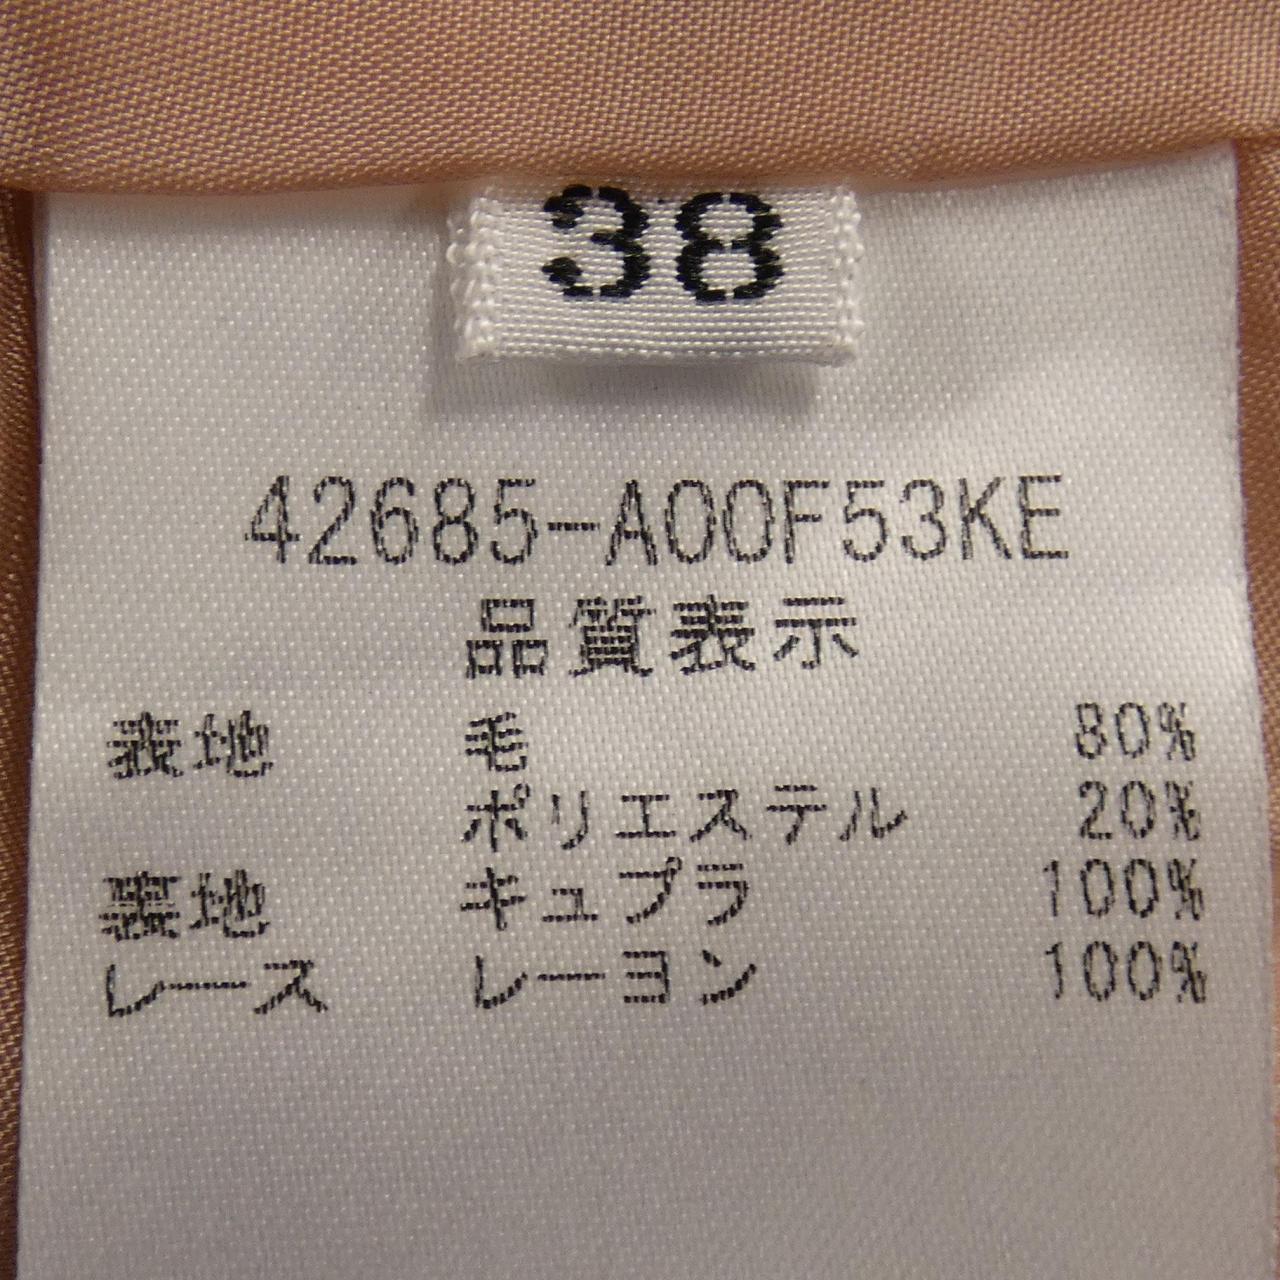 38
42685-A00F53KE
品質表示
表地 毛 80%
ポリエステル 20%
裏地 キュプラ 100%
レース レーヨン 100%